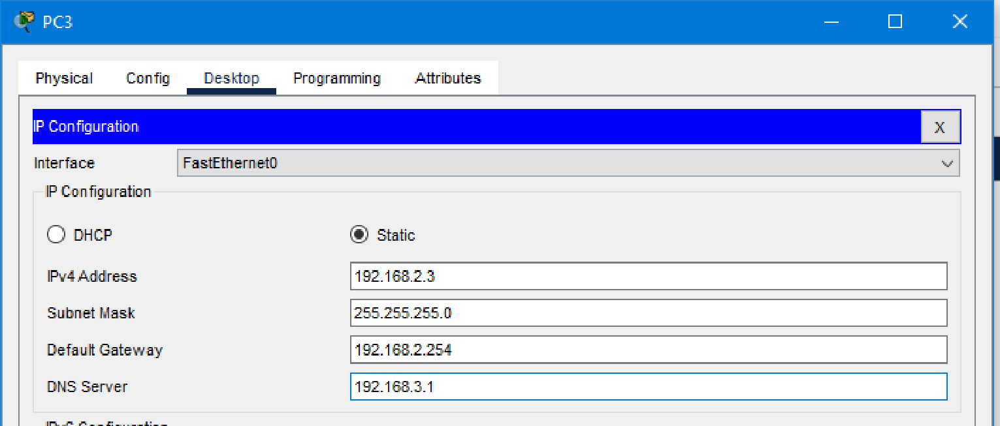 PC3
Physical Config Desktop Programming Attributes
IP Configuration X
Interface FastEthernet0
IP Configuration
DHCP Static
IPv4 Address 192.168.2.3
Subnet Mask 255.255.255.0
Default Gateway 192.168.2.254
DNS Server 192.168.3.1
IPv6 Configuration